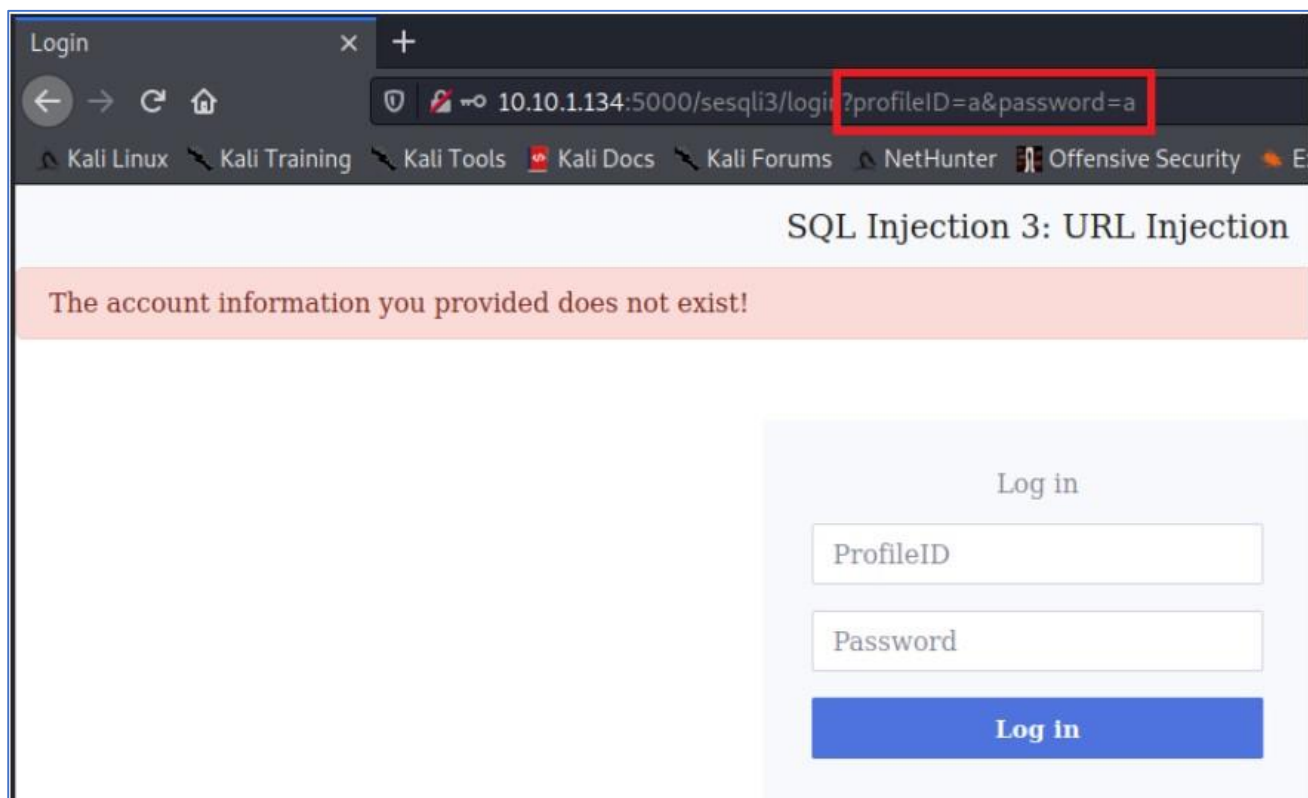 Login
10.10.1.134:5000/sesqli3/login?profileID=a&password=a
Kali Linux Kali Training Kali Tools Kali Docs Kali Forums NetHunter Offensive Security E
SQL Injection 3: URL Injection
The account information you provided does not exist!
Log in
ProfileID
Password
Log in